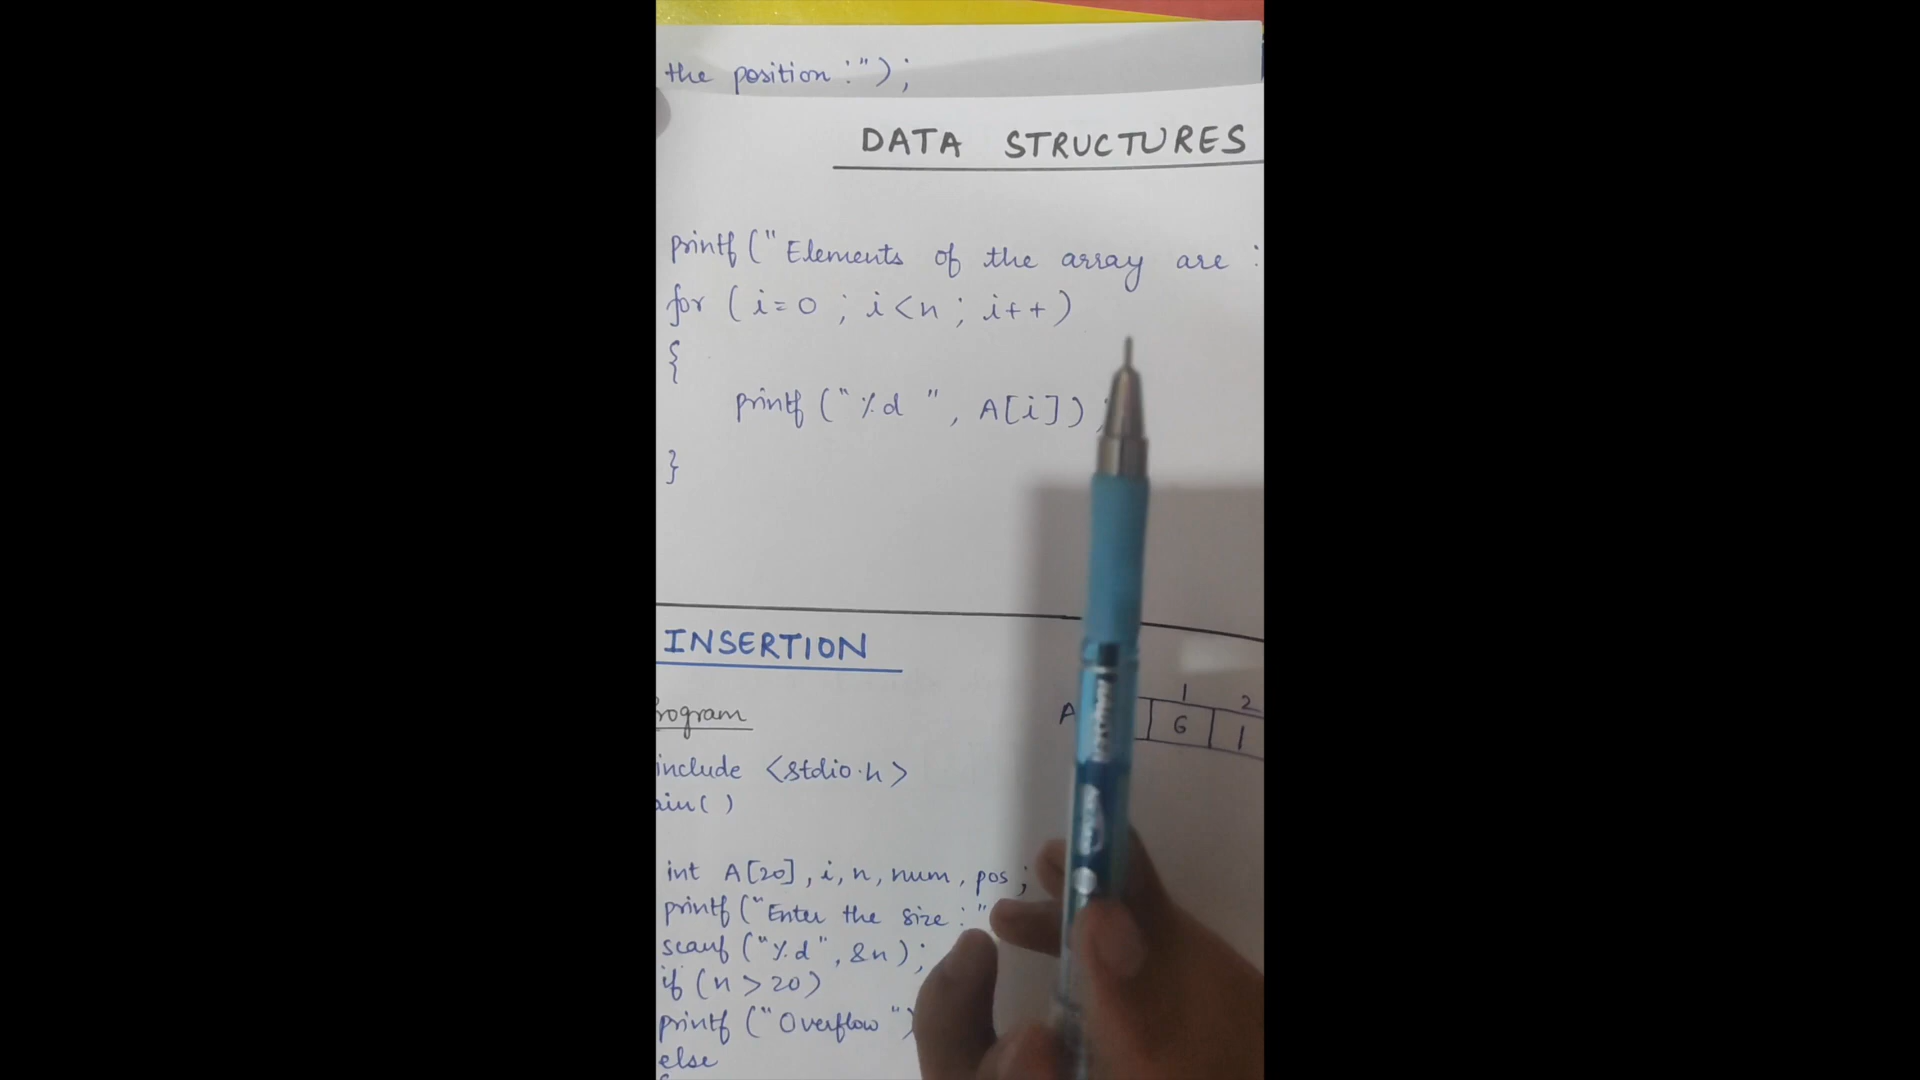 the position :");
DATA STRUCTURES
printf ("Elements of the array are :
for (i=0 ; i<n ; i++)
{
printf ("%d ", A[i]);
}
INSERTION
rogram
include <stdio.h>
ain( )
A
1 2
6 1
int A[20], i, n, num, pos;
printf ("Enter the size :"
scanf ("%d", &n);
if (n > 20)
printf ("Overflow ")
else